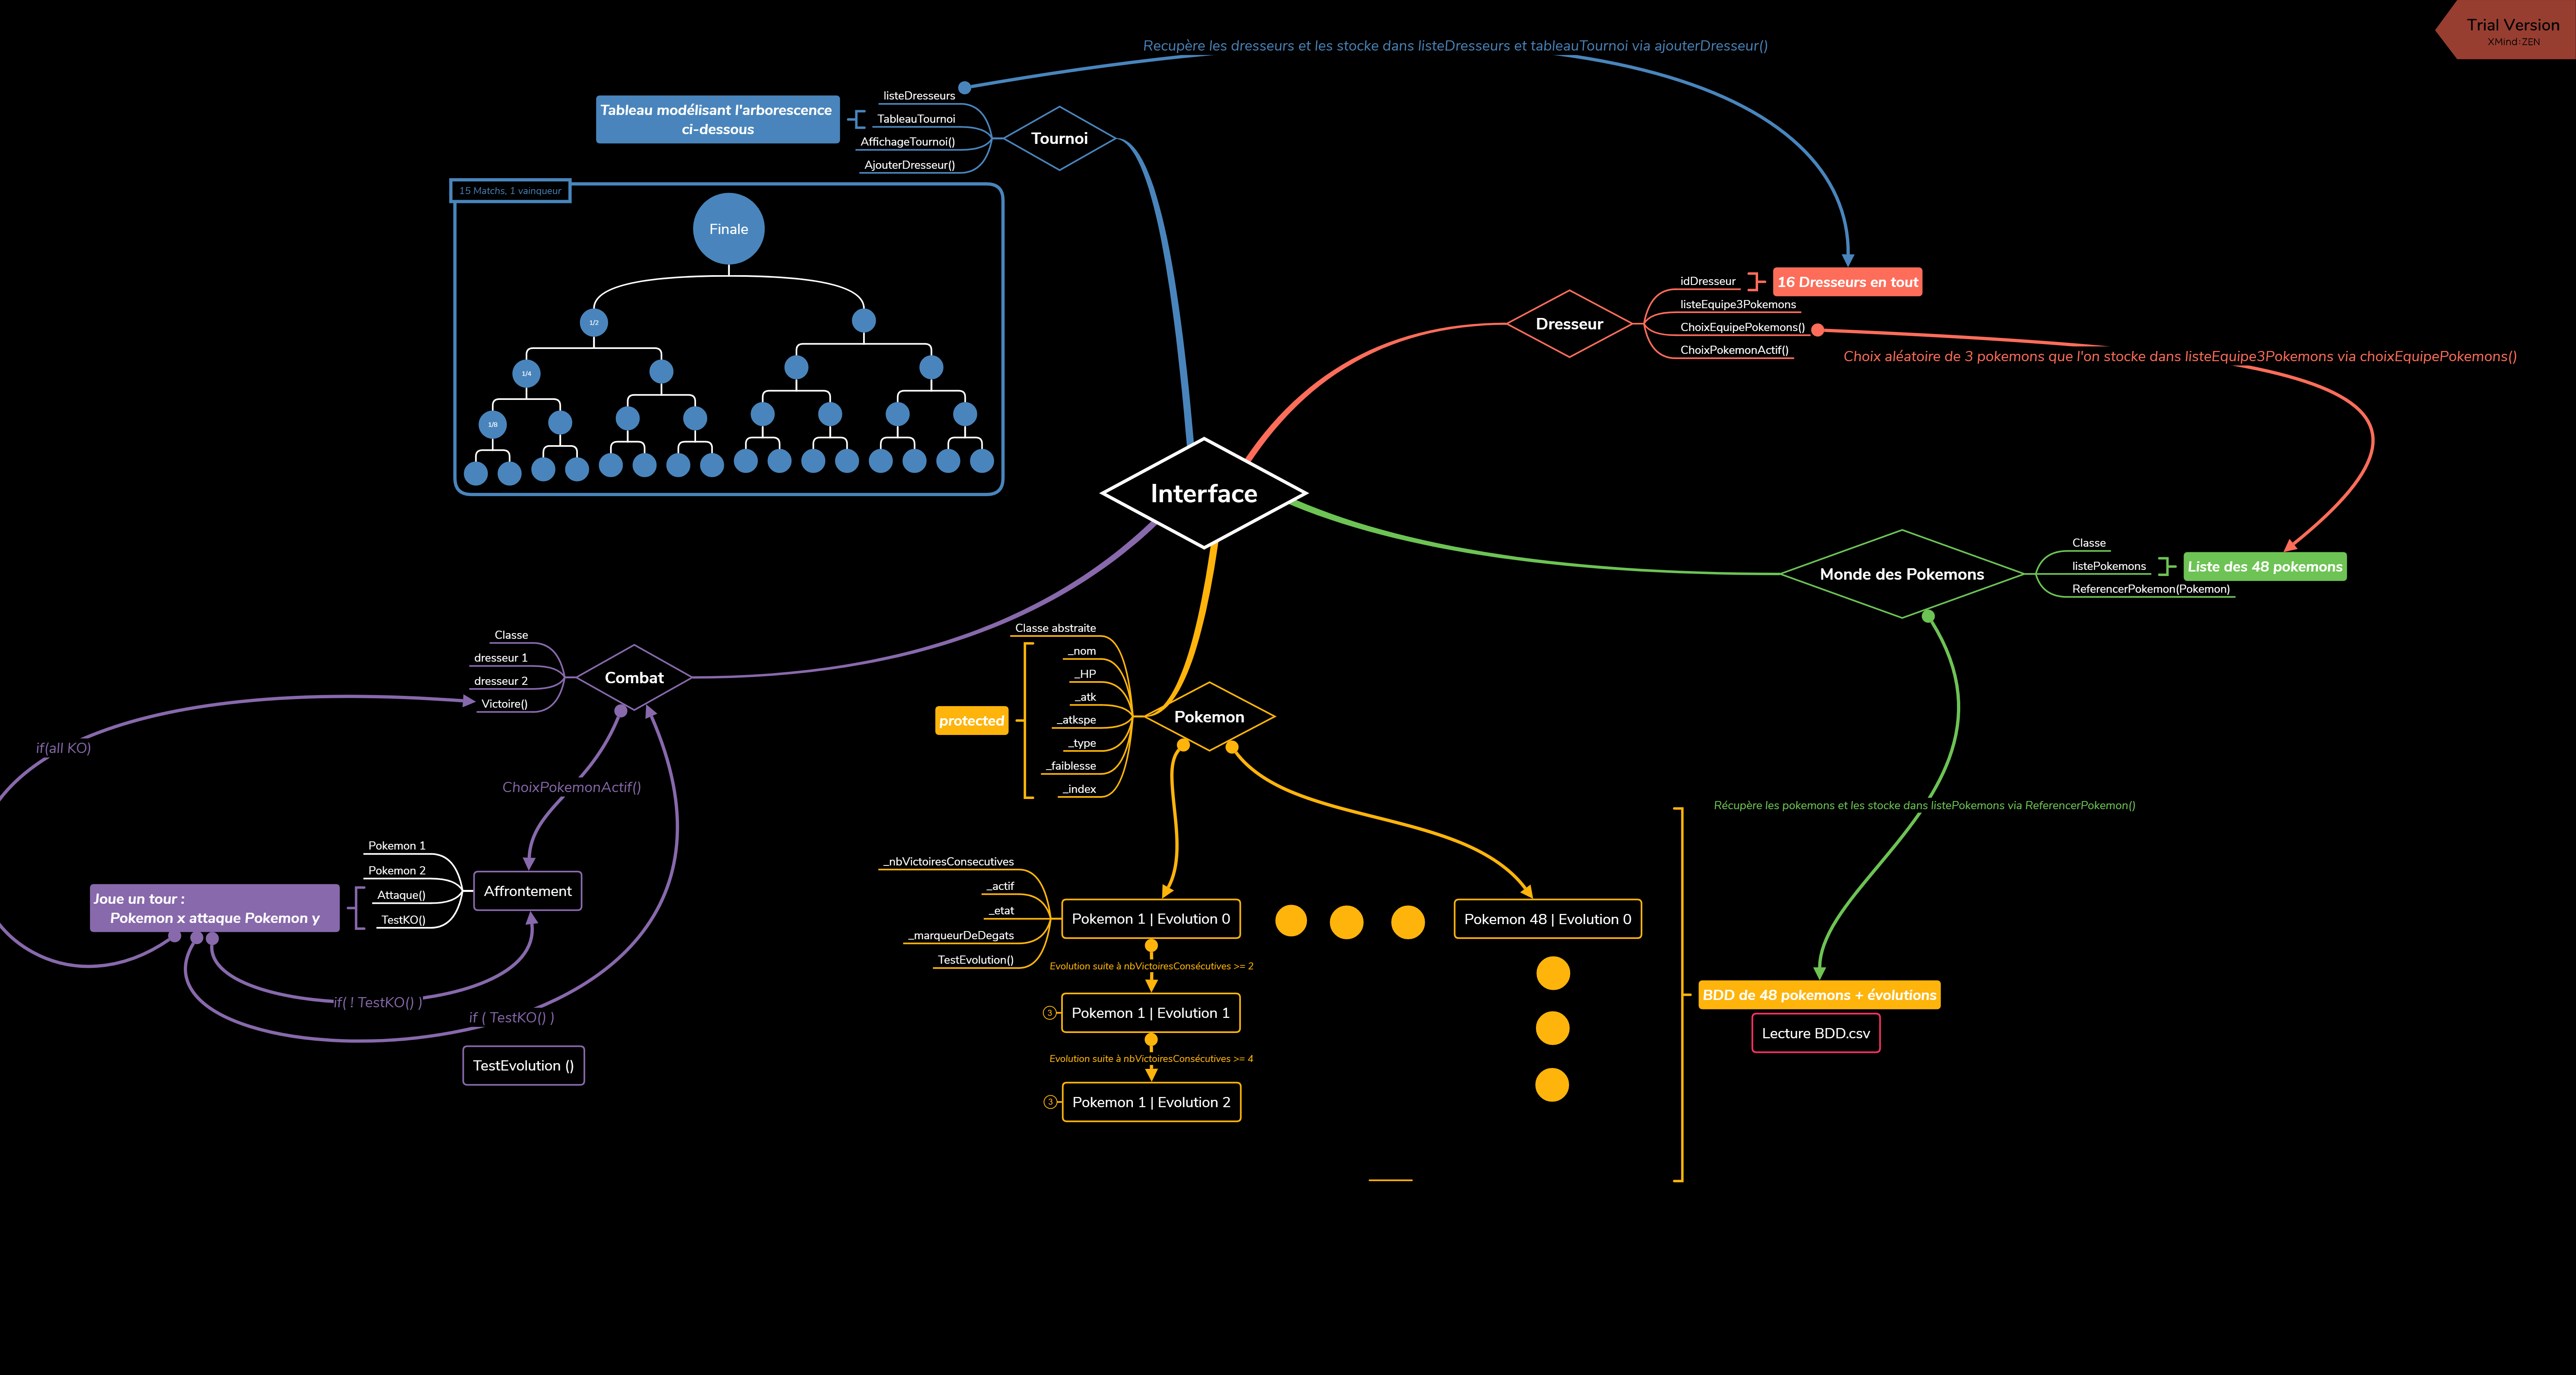 Trial Version
XMind:ZEN
Recupère les dresseurs et les stocke dans listeDresseurs et tableauTournoi via ajouterDresseur()
Tableau modélisant l'arborescence
ci-dessous
listeDresseurs
TableauTournoi
AffichageTournoi()
AjouterDresseur()
Tournoi
15 Matchs, 1 vainqueur
Finale
1/2
1/4
1/8
Dresseur
idDresseur
listeEquipe3Pokemons
ChoixEquipePokemons()
ChoixPokemonActif()
16 Dresseurs en tout
Choix aléatoire de 3 pokemons que l'on stocke dans listeEquipe3Pokemons via choixEquipePokemons()
Interface
Monde des Pokemons
Classe
listePokemons
ReferencerPokemon(Pokemon)
Liste des 48 pokemons
Classe
dresseur 1
dresseur 2
Victoire()
Combat
if(all KO)
ChoixPokemonActif()
Pokemon 1
Pokemon 2
Attaque()
TestKO()
Affrontement
Joue un tour :
Pokemon x attaque Pokemon y
if( ! TestKO() )
if ( TestKO() )
TestEvolution ()
Classe abstraite
_nom
_HP
_atk
_atkspe
_type
_faiblesse
_index
protected
Pokemon
_nbVictoiresConsecutives
_actif
_etat
_marqueurDeDegats
TestEvolution()
Pokemon 1 | Evolution 0
Pokemon 48 | Evolution 0
Evolution suite à nbVictoiresConsécutives >= 2
3
Pokemon 1 | Evolution 1
Evolution suite à nbVictoiresConsécutives >= 4
3
Pokemon 1 | Evolution 2
Récupère les pokemons et les stocke dans listePokemons via ReferencerPokemon()
BDD de 48 pokemons + évolutions
Lecture BDD.csv